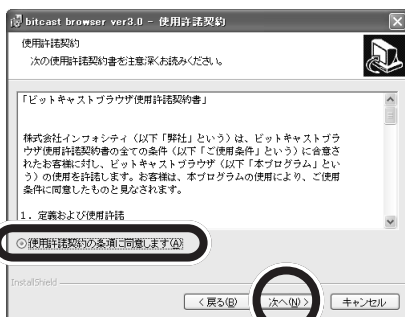 bitcast browser ver3.0 - 使用許諾契約
使用許諾契約
次の使用許諾契約書を注意深くお読みください。
「ビットキャストブラウザ使用許諾契約書」
株式会社インフォシティ（以下「弊社」という）は、ビットキャストブラ
ウザ使用許諾契約書の全ての条件（以下「ご使用条件」という）に合意さ
れたお客様に対し、ビットキャストブラウザ（以下「本プログラム」とい
う）の使用を許諾します。お客様は、本プログラムの使用により、ご使用
条件に同意したものと見なされます。
1. 定義および使用許諾
使用許諾契約の条項に同意します(A)
InstallShield
< 戻る(B)
次へ(N) >
キャンセル